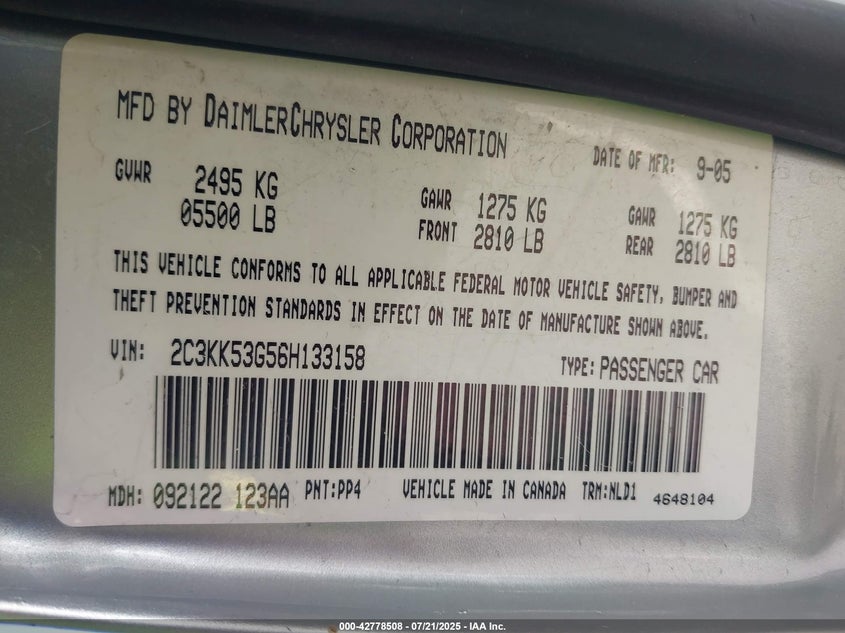 MFD BY DAIMLERCHRYSLER CORPORATION
DATE OF MFR: 9-05
GVWR 2495 KG 05500 LB
GAWR FRONT 1275 KG 2810 LB
GAWR REAR 1275 KG 2810 LB
THIS VEHICLE CONFORMS TO ALL APPLICABLE FEDERAL MOTOR VEHICLE SAFETY, BUMPER AND
THEFT PREVENTION STANDARDS IN EFFECT ON THE DATE OF MANUFACTURE SHOWN ABOVE.
VIN: 2C3KK53G56H133158 TYPE: PASSENGER CAR
MDH: 092122 123AA PNT:PP4 VEHICLE MADE IN CANADA TRM:NLD1 4648104
000-42778508 - 07/21/2025 - IAA Inc.